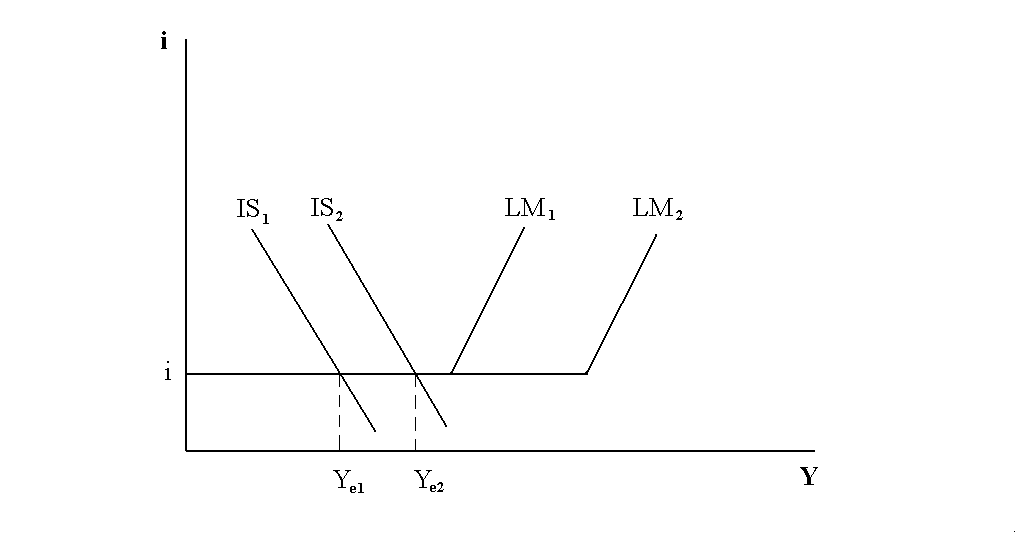 i
IS₁ IS₂ LM₁ LM₂
i
Yₑ₁ Yₑ₂ Y